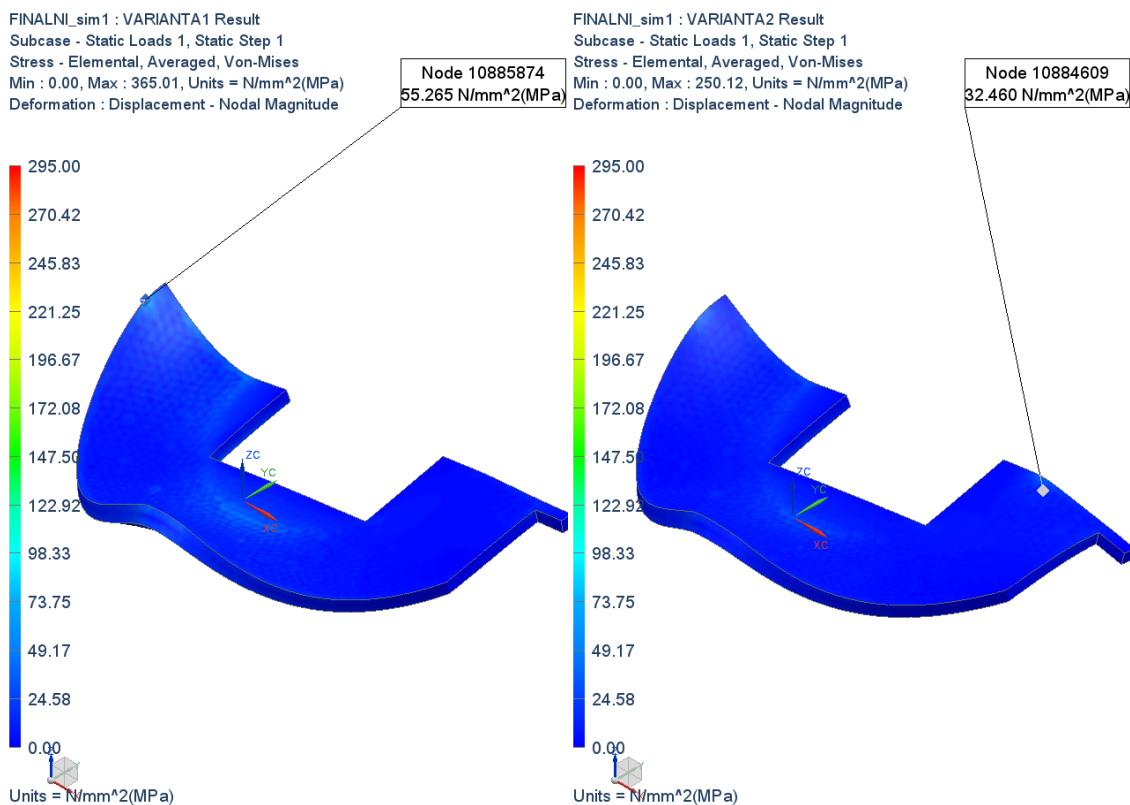 FINALNI_sim1 : VARIANTA1 Result
Subcase - Static Loads 1, Static Step 1
Stress - Elemental, Averaged, Von-Mises
Min : 0.00, Max : 365.01, Units = N/mm^2(MPa)
Deformation : Displacement - Nodal Magnitude
Node 10885874
55.265 N/mm^2(MPa)
295.00
270.42
245.83
221.25
196.67
172.08
147.50
122.92
98.33
73.75
49.17
24.58
0.00
ZC
YC
XC
Units = N/mm^2(MPa)
FINALNI_sim1 : VARIANTA2 Result
Subcase - Static Loads 1, Static Step 1
Stress - Elemental, Averaged, Von-Mises
Min : 0.00, Max : 250.12, Units = N/mm^2(MPa)
Deformation : Displacement - Nodal Magnitude
Node 10884609
32.460 N/mm^2(MPa)
295.00
270.42
245.83
221.25
196.67
172.08
147.50
122.92
98.33
73.75
49.17
24.58
0.00
ZC
YC
XC
Units = N/mm^2(MPa)